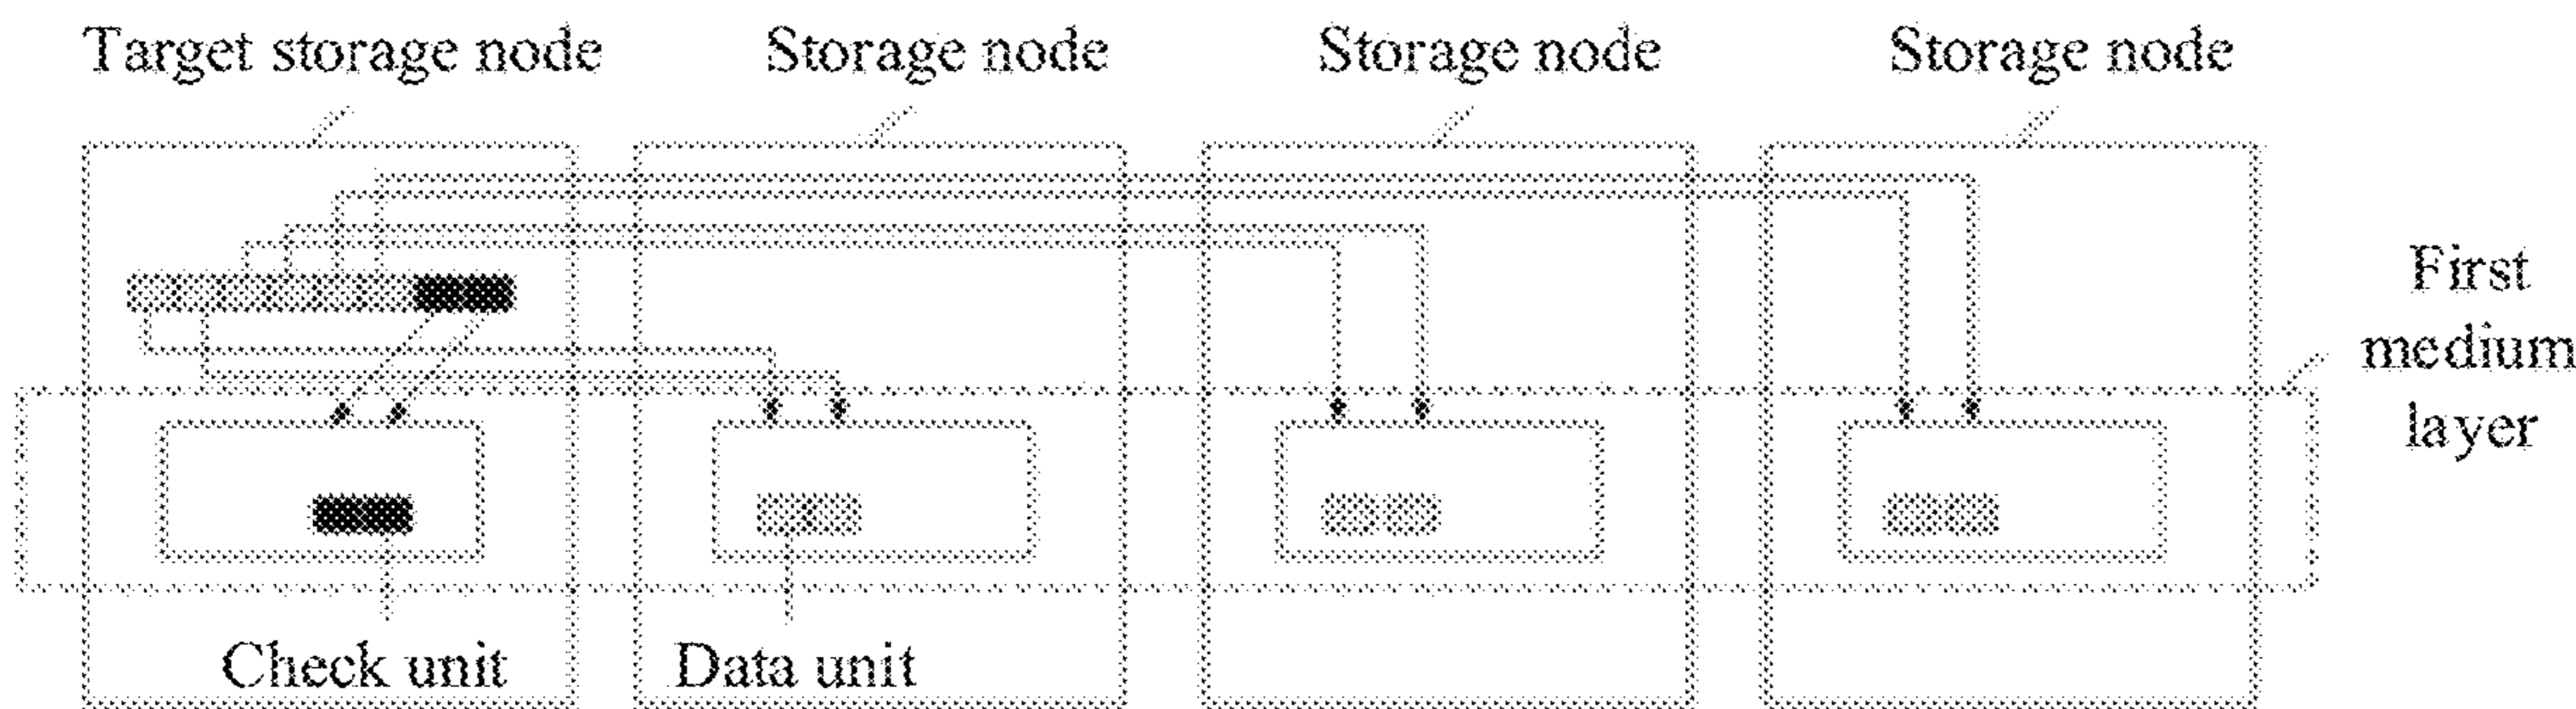 Target storage node
Storage node
Storage node
Storage node
First
medium
layer
Check unit
Data unit